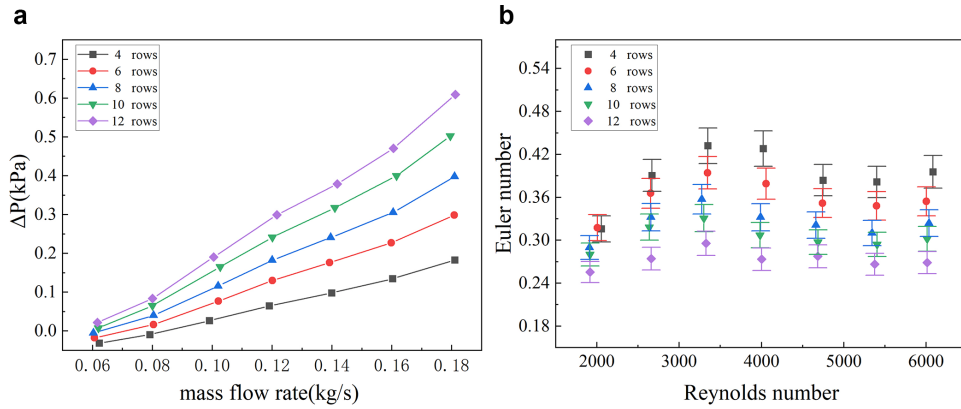 a
ΔP(kPa)
0.7
0.6
0.5
0.4
0.3
0.2
0.1
0.0
4 rows
6 rows
8 rows
10 rows
12 rows
0.06 0.08 0.10 0.12 0.14 0.16 0.18
mass flow rate(kg/s)
b
Euler number
0.54
0.48
0.42
0.36
0.30
0.24
0.18
4 rows
6 rows
8 rows
10 rows
12 rows
2000 3000 4000 5000 6000
Reynolds number